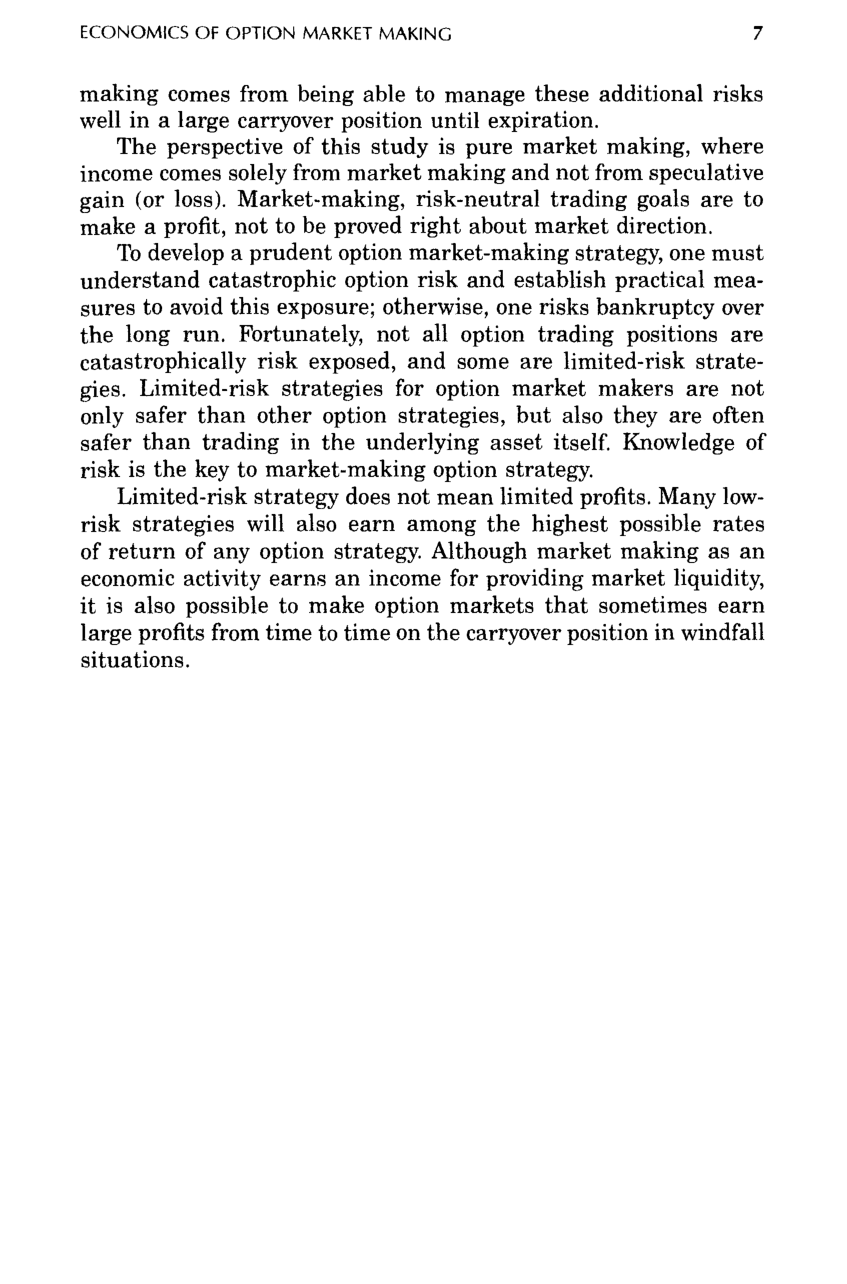 ECONOMICS OF OPTION MARKET MAKING 7
making comes from being able to manage these additional risks
well in a large carryover position until expiration.
The perspective of this study is pure market making, where
income comes solely from market making and not from speculative
gain (or loss). Market-making, risk-neutral trading goals are to
make a profit, not to be proved right about market direction.
To develop a prudent option market-making strategy, one must
understand catastrophic option risk and establish practical mea-
sures to avoid this exposure; otherwise, one risks bankruptcy over
the long run. Fortunately, not all option trading positions are
catastrophically risk exposed, and some are limited-risk strate-
gies. Limited-risk strategies for option market makers are not
only safer than other option strategies, but also they are often
safer than trading in the underlying asset itself. Knowledge of
risk is the key to market-making option strategy.
Limited-risk strategy does not mean limited profits. Many low-
risk strategies will also earn among the highest possible rates
of return of any option strategy. Although market making as an
economic activity earns an income for providing market liquidity,
it is also possible to make option markets that sometimes earn
large profits from time to time on the carryover position in windfall
situations.